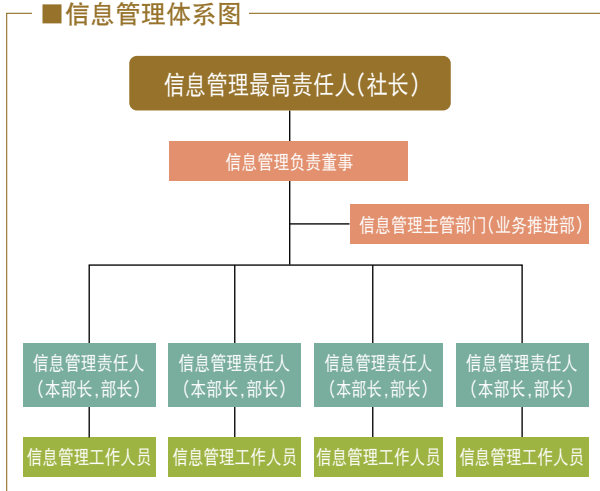 ■信息管理体系图
信息管理最高责任人(社长)
信息管理负责董事
信息管理主管部门(业务推进部)
信息管理责任人
(本部长,部长)
信息管理责任人
(本部长,部长)
信息管理责任人
(本部长,部长)
信息管理责任人
(本部长,部长)
信息管理工作人员
信息管理工作人员
信息管理工作人员
信息管理工作人员